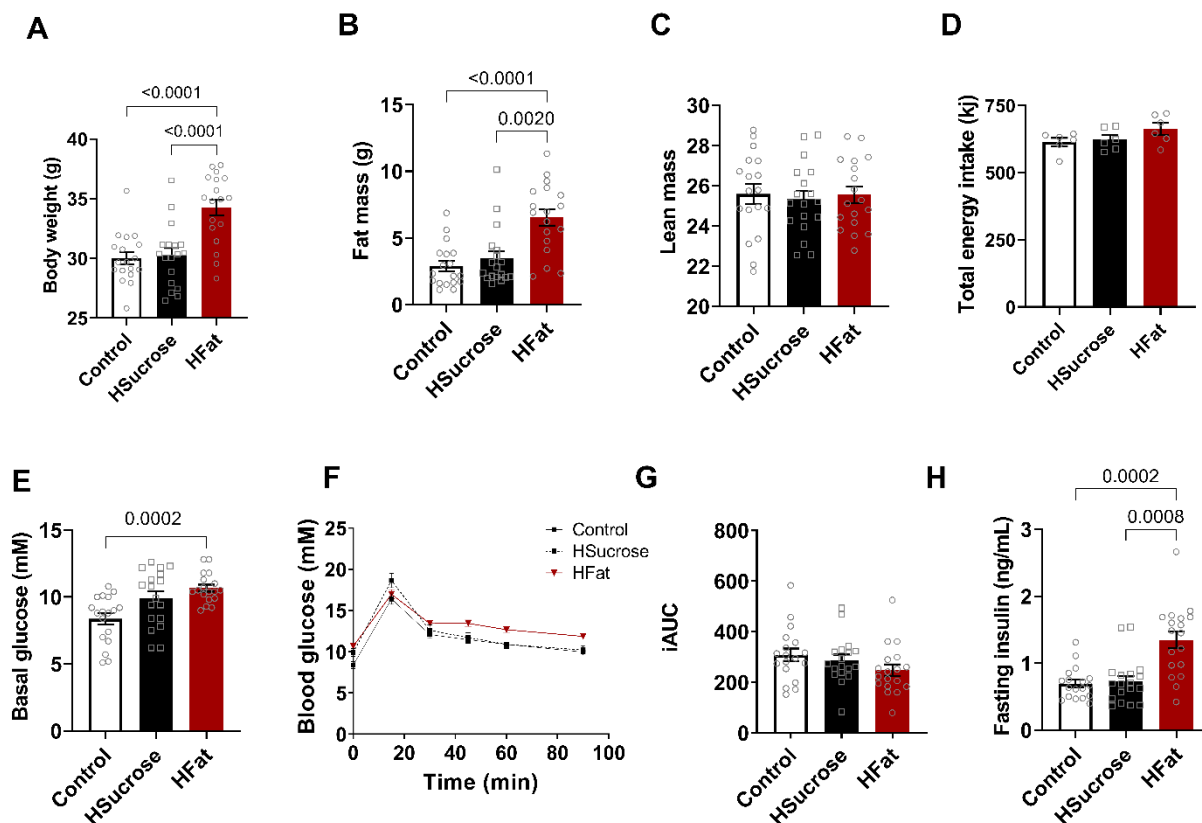 A
<0.0001
<0.0001
Body weight (g)
40
35
30
25
Control
HSucrose
HFat
B
<0.0001
0.0020
Fat mass (g)
15
10
5
0
Control
HSucrose
HFat
C
Lean mass
30
28
26
24
22
20
Control
HSucrose
HFat
D
Total energy intake (kj)
750
500
250
0
Control
HSucrose
HFat
E
0.0002
Basal glucose (mM)
15
10
5
0
Control
HSucrose
HFat
F
Blood glucose (mM)
25
20
15
10
5
0
0
20
40
60
80
100
Time (min)
Control
HSucrose
HFat
G
iAUC
800
600
400
200
0
Control
HSucrose
HFat
H
0.0002
0.0008
Fasting insulin (ng/mL)
3
2
1
0
Control
HSucrose
HFat